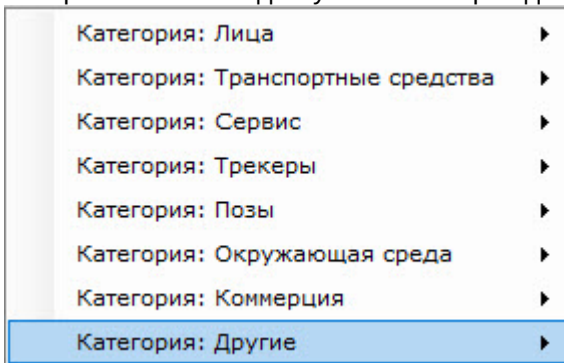 Категория: Лица
Категория: Транспортные средства
Категория: Сервис
Категория: Трекеры
Категория: Позы
Категория: Окружающая среда
Категория: Коммерция
Категория: Другие